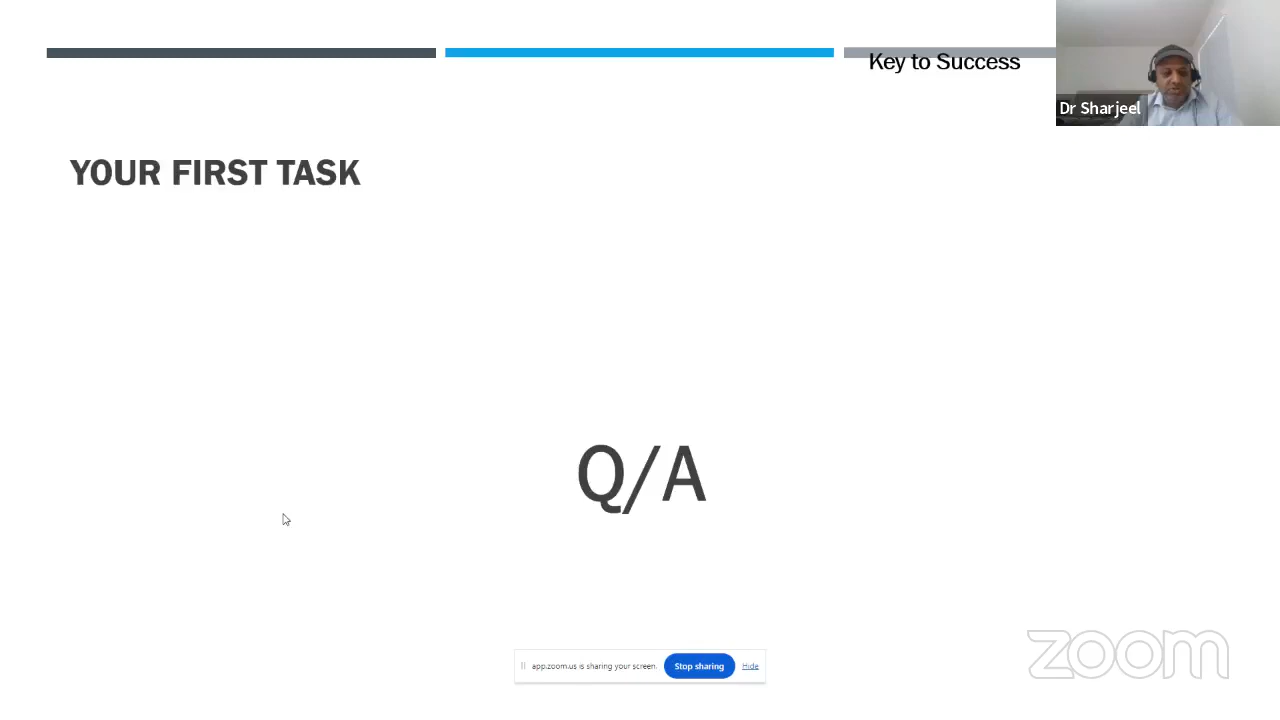 Key to Success
Dr Sharjeel
YOUR FIRST TASK
Q/A
app.zoom.us is sharing your screen.
Stop sharing
Hide
zoom